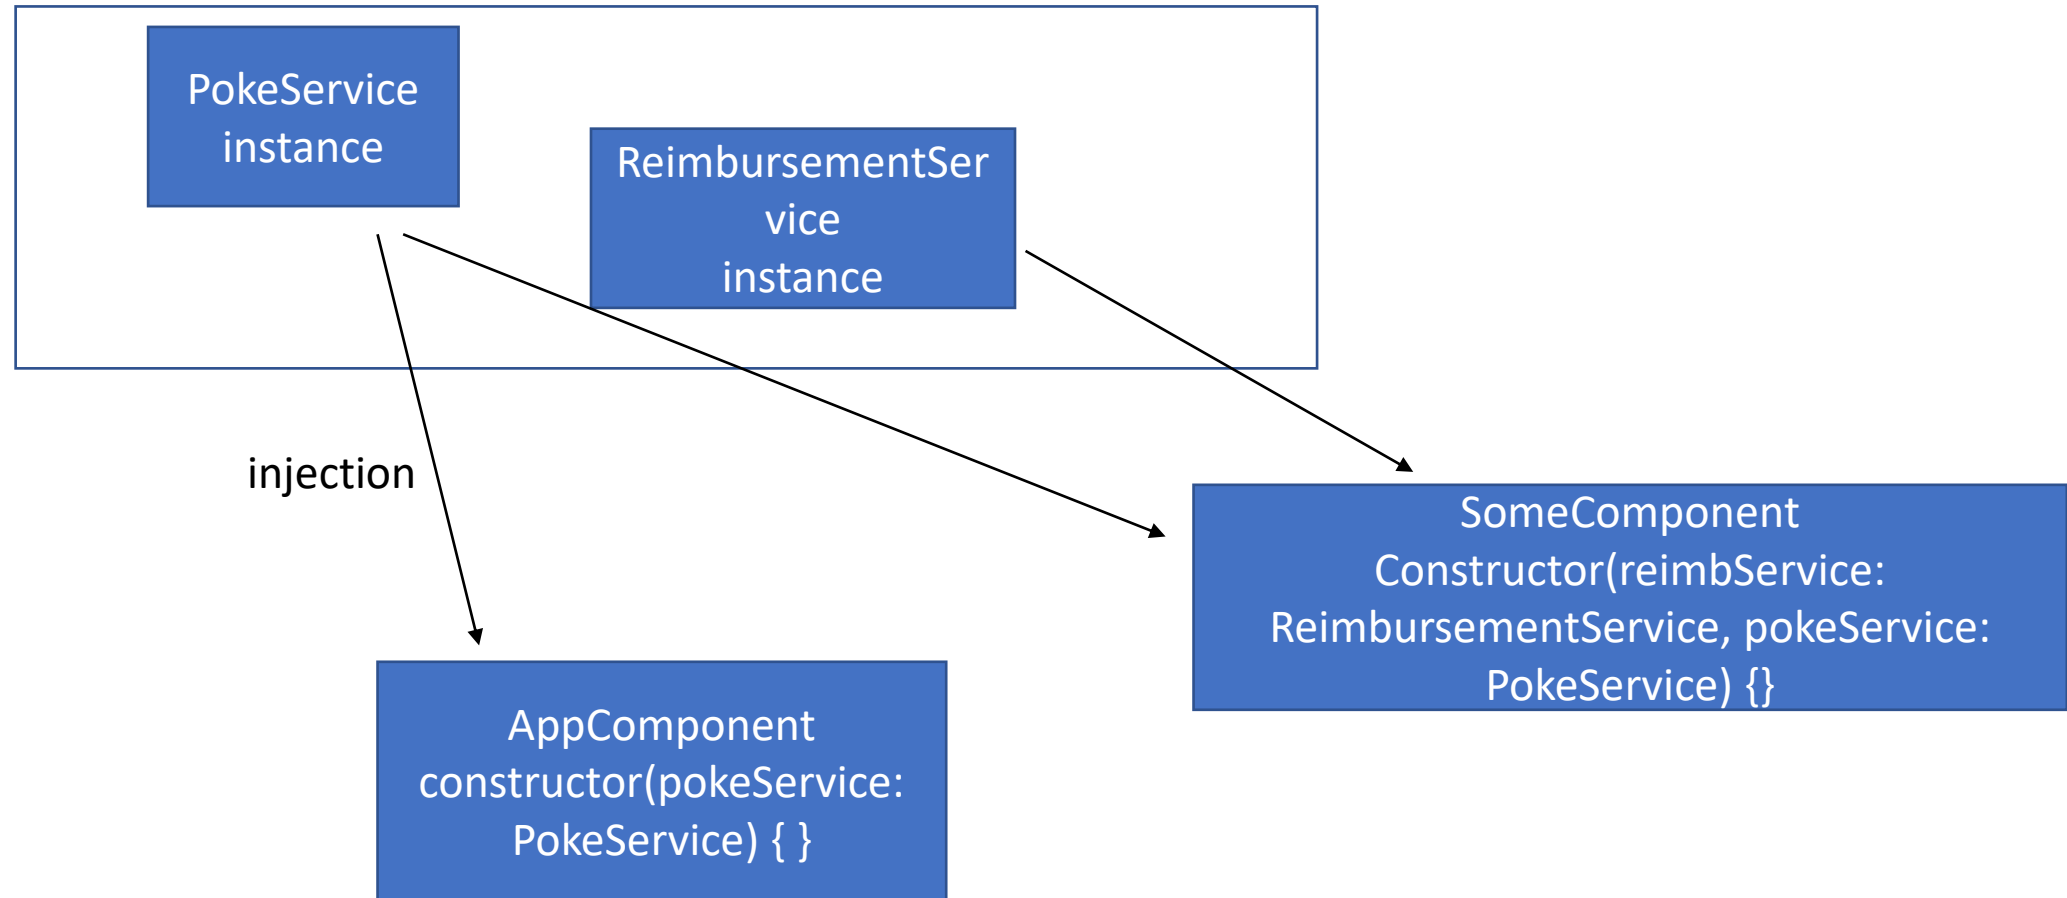 PokeService
instance
ReimbursementSer
vice
instance
injection
SomeComponent
Constructor(reimbService:
ReimbursementService, pokeService:
PokeService) {}
AppComponent
constructor(pokeService:
PokeService) { }